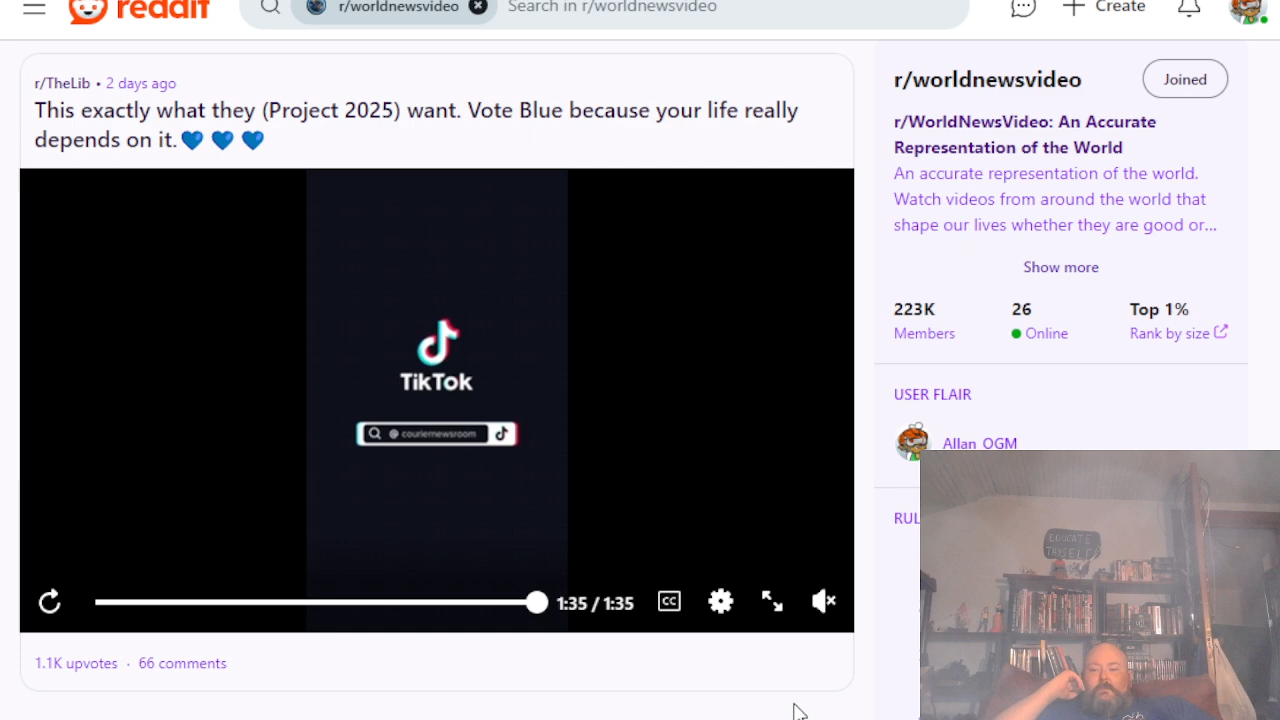 reddit
r/worldnewsvideo
Search in r/worldnewsvideo
Create
r/TheLib • 2 days ago
This exactly what they (Project 2025) want. Vote Blue because your life really
depends on it.💙 💙 💙
TikTok
@ couriernewsroom
1:35 / 1:35
CC
1.1K upvotes · 66 comments
r/worldnewsvideo
Joined
r/WorldNewsVideo: An Accurate
Representation of the World
An accurate representation of the world.
Watch videos from around the world that
shape our lives whether they are good or...
Show more
223K
26
Top 1%
Members
Online
Rank by size
USER FLAIR
Allan_OGM
RUL
EDUCATE
THYSELF